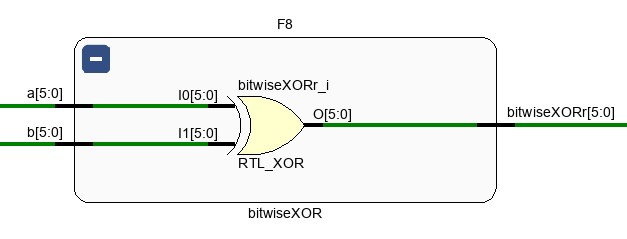 F8
bitwiseXORr_i
a[5:0]
I0[5:0]
O[5:0]
bitwiseXORr[5:0]
b[5:0]
I1[5:0]
RTL_XOR
bitwiseXOR